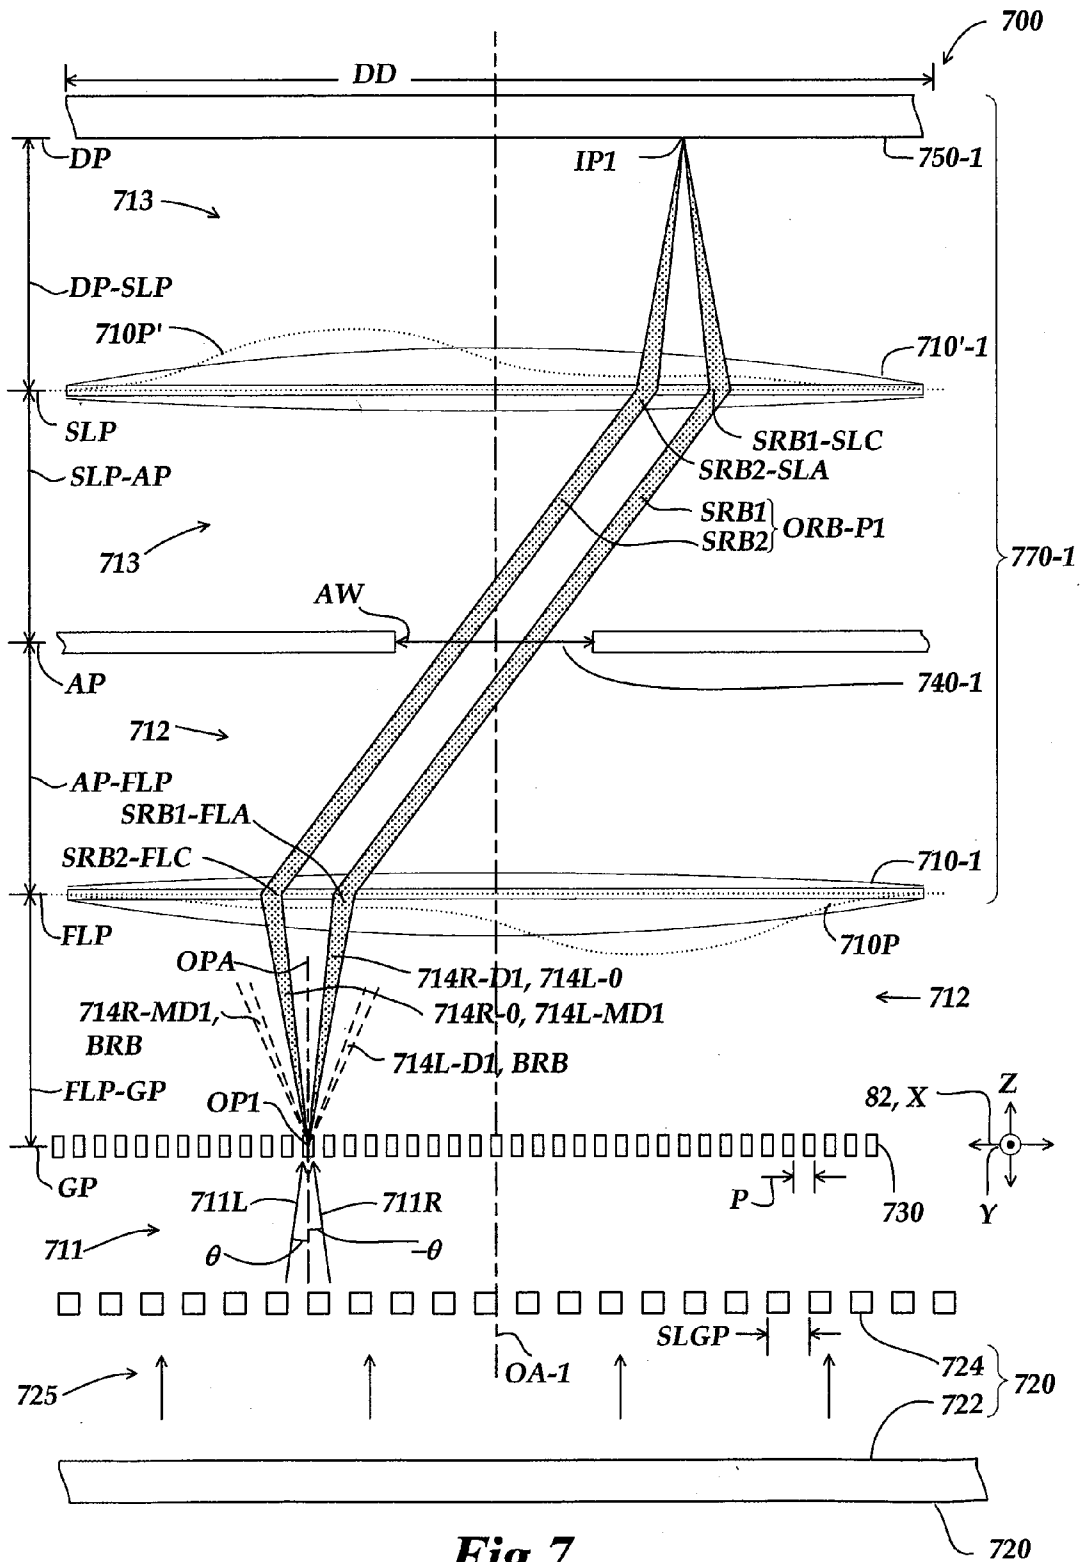 700
DD
DP
IP1
750-1
713
DP-SLP
710P'
710'-1
SLP
SRB1-SLC
SLP-AP
SRB2-SLA
SRB1
SRB2
ORB-P1
713
770-1
AW
AP
740-1
712
AP-FLP
SRB1-FLA
SRB2-FLC
710-1
FLP
710P
OPA
714R-D1, 714L-0
712
714R-MD1,
BRB
714R-0, 714L-MD1
714L-D1, BRB
FLP-GP
OP1
Z
82, X
GP
711L
711R
P
730
Y
711
θ
-θ
SLGP
724
725
OA-1
720
722
720
Fig.7